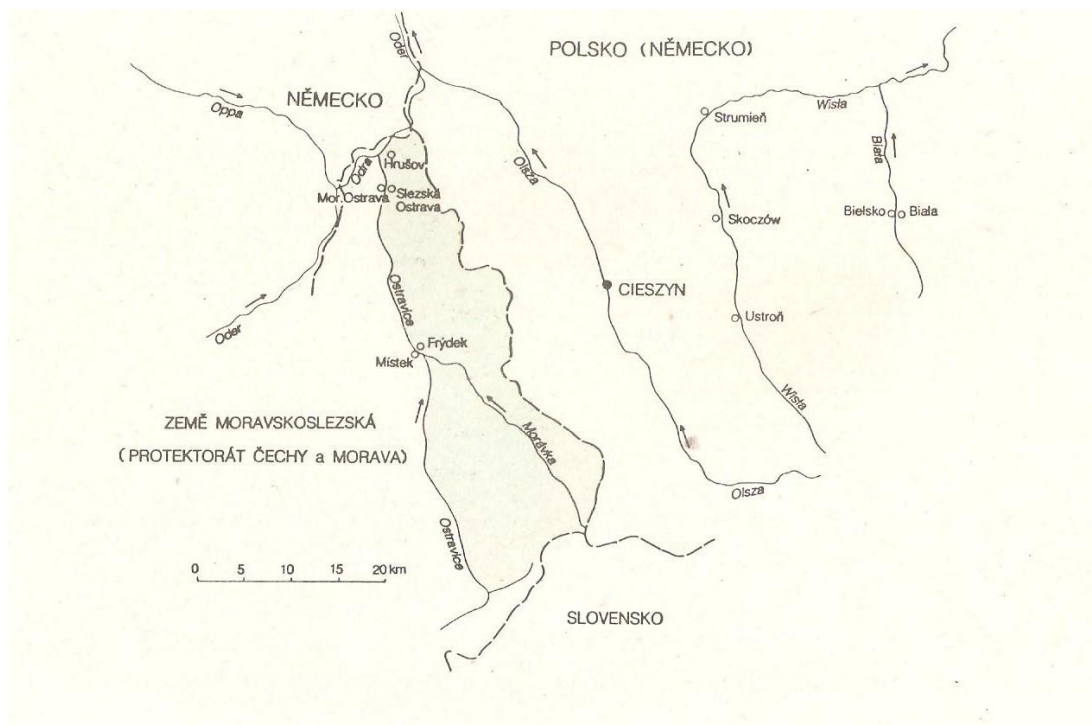 Oder
POLSKO (NĚMECKO)
Oppa
NĚMECKO
Wisła
Strumień
Biała
Odra
Hrušov
Olsza
Mor. Ostrava
Slezská
Ostrava
Skoczów
Bielsko
Biala
Ostravice
CIESZYN
Oder
Ustroń
Frýdek
Místek
Wisła
ZEMĚ MORAVSKOSLEZSKÁ
(PROTEKTORÁT ČECHY a MORAVA)
Morávka
Olsza
Ostravice
0 5 10 15 20 km
SLOVENSKO